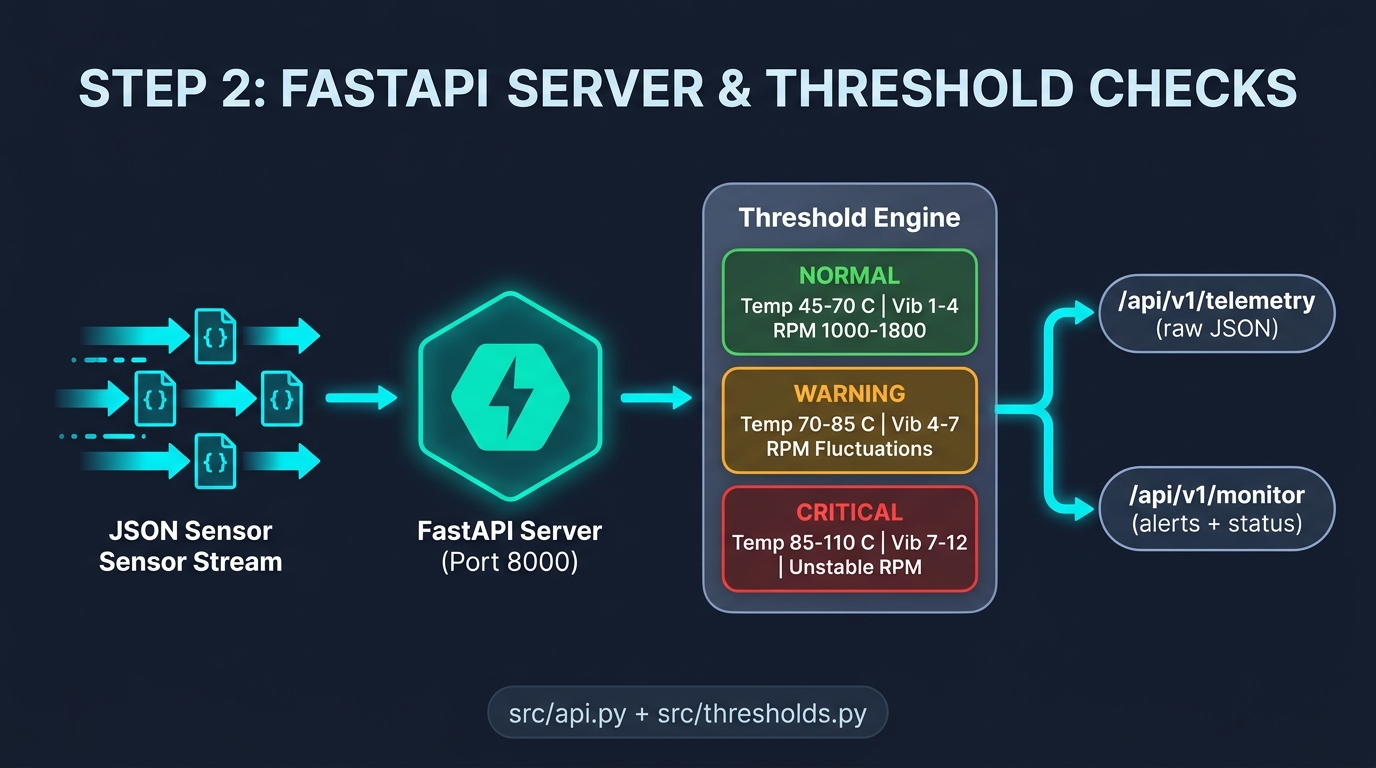 STEP 2: FASTAPI SERVER & THRESHOLD CHECKS
{}
{}
{}
{}
JSON Sensor
Sensor Stream
FastAPI Server
(Port 8000)
Threshold Engine
NORMAL
Temp 45-70 C | Vib 1-4
RPM 1000-1800
WARNING
Temp 70-85 C | Vib 4-7
RPM Fluctuations
CRITICAL
Temp 85-110 C | Vib 7-12
| Unstable RPM
/api/v1/telemetry
(raw JSON)
/api/v1/monitor
(alerts + status)
src/api.py + src/thresholds.py